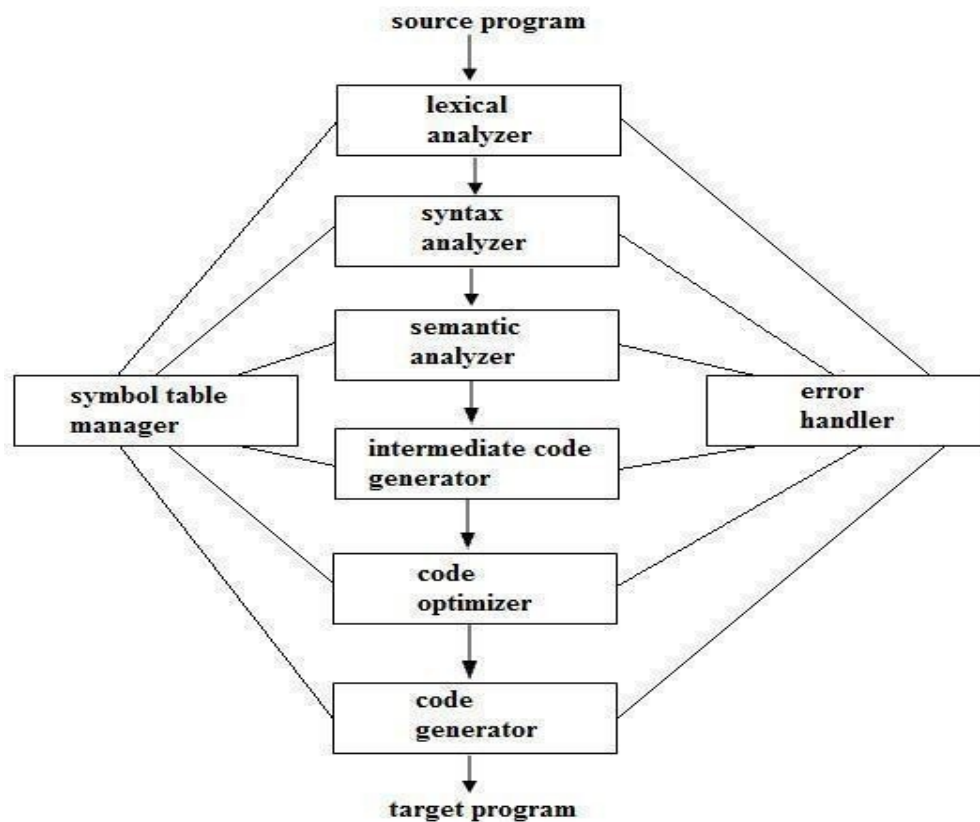 source program
lexical
analyzer
syntax
analyzer
semantic
analyzer
symbol table
manager
error
handler
intermediate code
generator
code
optimizer
code
generator
target program